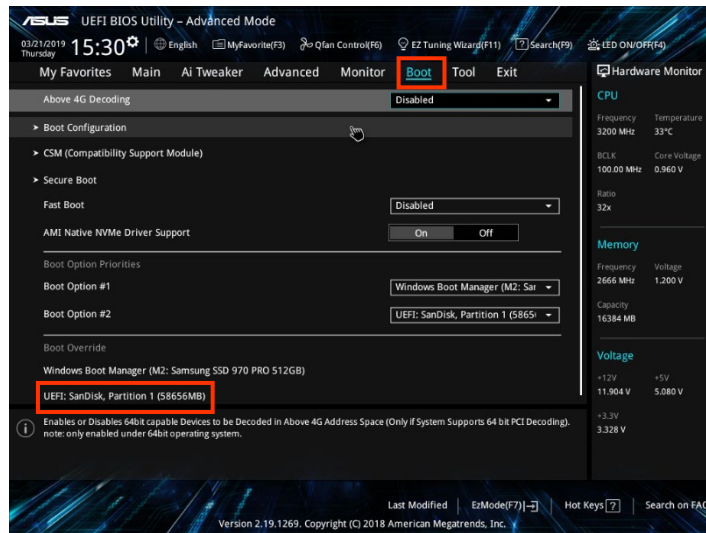 ASUS UEFI BIOS Utility – Advanced Mode
03/21/2019 Thursday 15:30 English MyFavorite(F3) Qfan Control(F6) EZ Tuning Wizard(F11) ? Search(F9) LED ON/OFF(F4)
My Favorites Main Ai Tweaker Advanced Monitor Boot Tool Exit
Hardware Monitor
Above 4G Decoding Disabled
> Boot Configuration
> CSM (Compatibility Support Module)
> Secure Boot
Fast Boot Disabled
AMI Native NVMe Driver Support On Off
Boot Option Priorities
Boot Option #1 Windows Boot Manager (M2: Sar
Boot Option #2 UEFI: SanDisk, Partition 1 (5865
Boot Override
Windows Boot Manager (M2: Samsung SSD 970 PRO 512GB)
UEFI: SanDisk, Partition 1 (58656MB)
i Enables or Disables 64bit capable Devices to be Decoded in Above 4G Address Space (Only if System Supports 64 bit PCI Decoding).
note: only enabled under 64bit operating system.
CPU
Frequency Temperature
3200 MHz 33°C
BCLK Core Voltage
100.00 MHz 0.960 V
Ratio
32x
Memory
Frequency Voltage
2666 MHz 1.200 V
Capacity
16384 MB
Voltage
+12V +5V
11.904 V 5.080 V
+3.3V
3.328 V
Last Modified EzMode(F7) Hot Keys ? Search on FAQ
Version 2.19.1269. Copyright (C) 2018 American Megatrends, Inc.